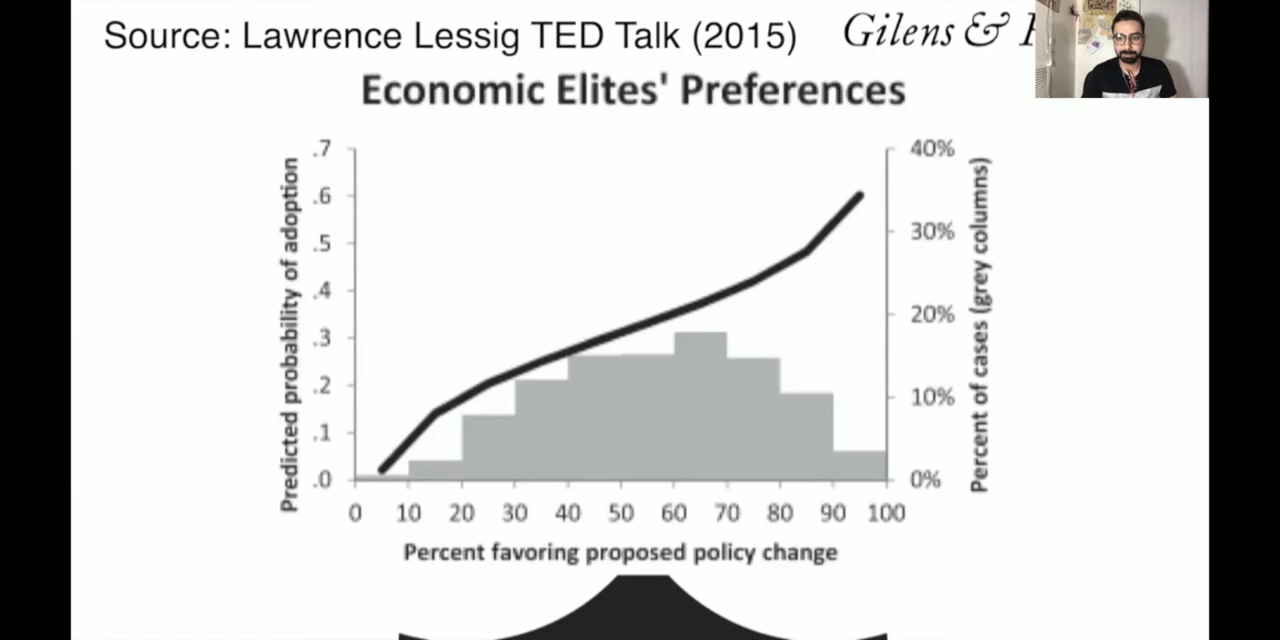 Source: Lawrence Lessig TED Talk (2015)
Gilens &
Economic Elites' Preferences
Predicted probability of adoption
.7
.6
.5
.4
.3
.2
.1
.0
40%
30%
20%
10%
0%
Percent of cases (grey columns)
0 10 20 30 40 50 60 70 80 90 100
Percent favoring proposed policy change